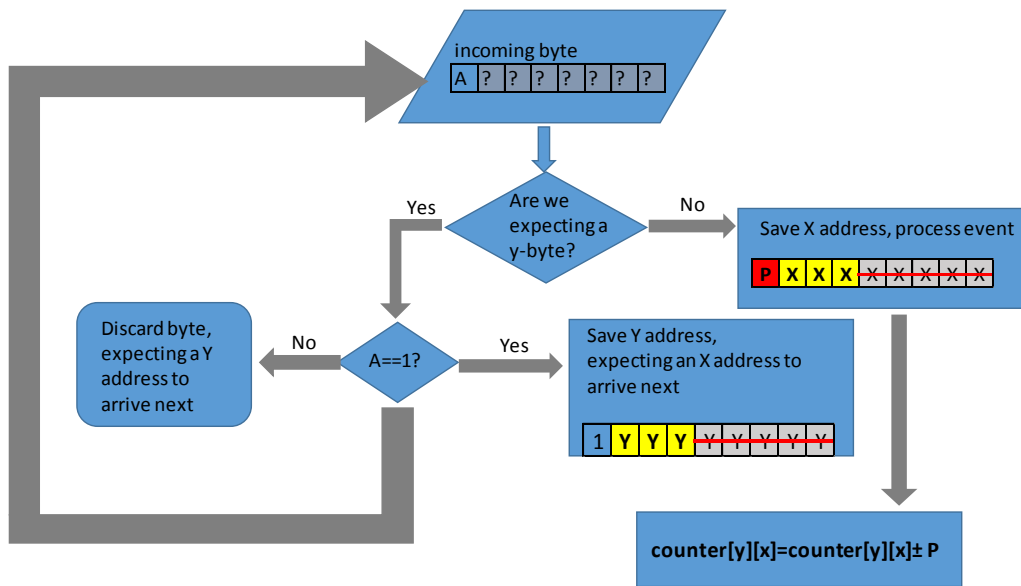 incoming byte
A ? ? ? ? ? ? ?
Are we
expecting a
y-byte?
Yes
No
Save X address, process event
P X X X X X X X X
Discard byte,
expecting a Y
address to
arrive next
No
A==1?
Yes
Save Y address,
expecting an X address to
arrive next
1 Y Y Y Y Y Y Y Y
counter[y][x]=counter[y][x]± P